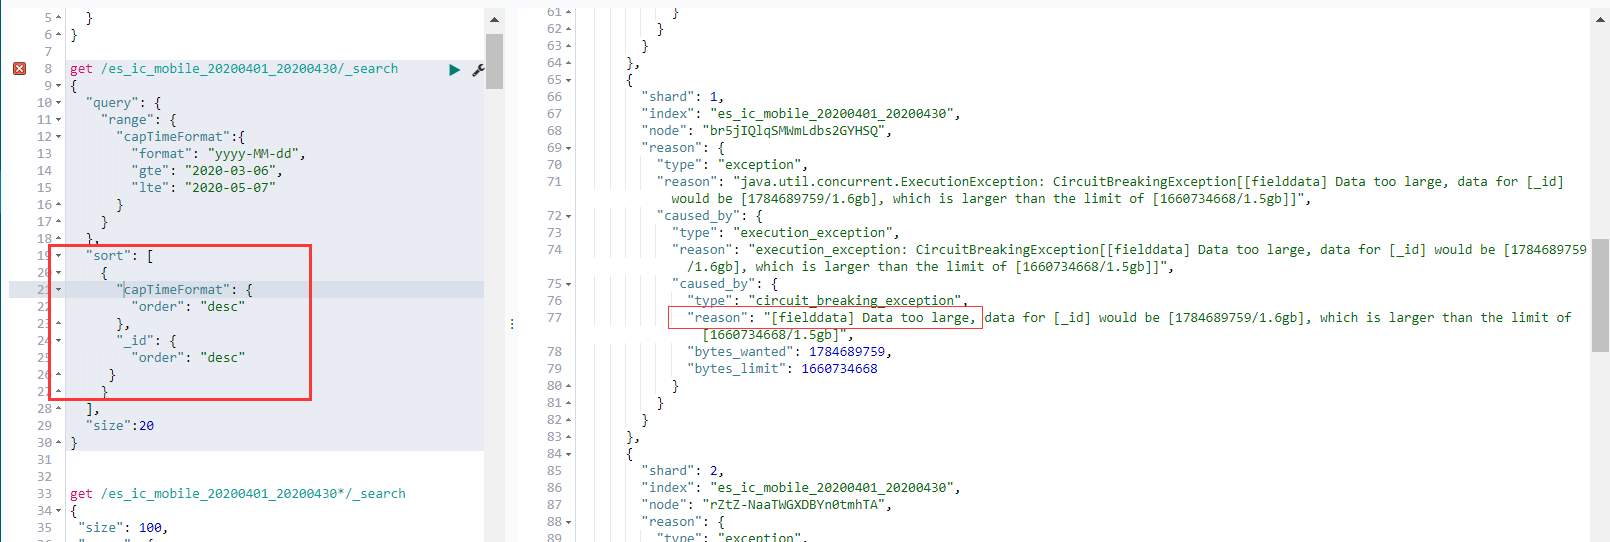 5    }
6  }
7
8  get /es_ic_mobile_20200401_20200430/_search
9  {
10   "query": {
11     "range": {
12       "capTimeFormat":{
13         "format": "yyyy-MM-dd",
14         "gte": "2020-03-06",
15         "lte": "2020-05-07"
16       }
17     }
18   },
19   "sort": [
20     {
21       "capTimeFormat": {
22         "order": "desc"
23       },
24       "_id": {
25         "order": "desc"
26      }
27     }
28   ],
29   "size":20
30 }
31
32
33 get /es_ic_mobile_20200401_20200430*/_search
34 {
35  "size": 100,
61 }
62 }
63 }
64 },
65 {
66 "shard": 1,
67 "index": "es_ic_mobile_20200401_20200430",
68 "node": "br5jIQlqSMWmLdbs2GYHSQ",
69 "reason": {
70 "type": "exception",
71 "reason": "java.util.concurrent.ExecutionException: CircuitBreakingException[[fielddata] Data too large, data for [_id]
would be [1784689759/1.6gb], which is larger than the limit of [1660734668/1.5gb]]",
72 "caused_by": {
73 "type": "execution_exception",
74 "reason": "execution_exception: CircuitBreakingException[[fielddata] Data too large, data for [_id] would be [1784689759
/1.6gb], which is larger than the limit of [1660734668/1.5gb]]",
75 "caused_by": {
76 "type": "circuit_breaking_exception",
77 "reason": "[fielddata] Data too large, data for [_id] would be [1784689759/1.6gb], which is larger than the limit of
[1660734668/1.5gb]",
78 "bytes_wanted": 1784689759,
79 "bytes_limit": 1660734668
80 }
81 }
82 }
83 },
84 {
85 "shard": 2,
86 "index": "es_ic_mobile_20200401_20200430",
87 "node": "rZtZ-NaaTWGXDBYn0tmhTA",
88 "reason": {
89 "type": "exception",